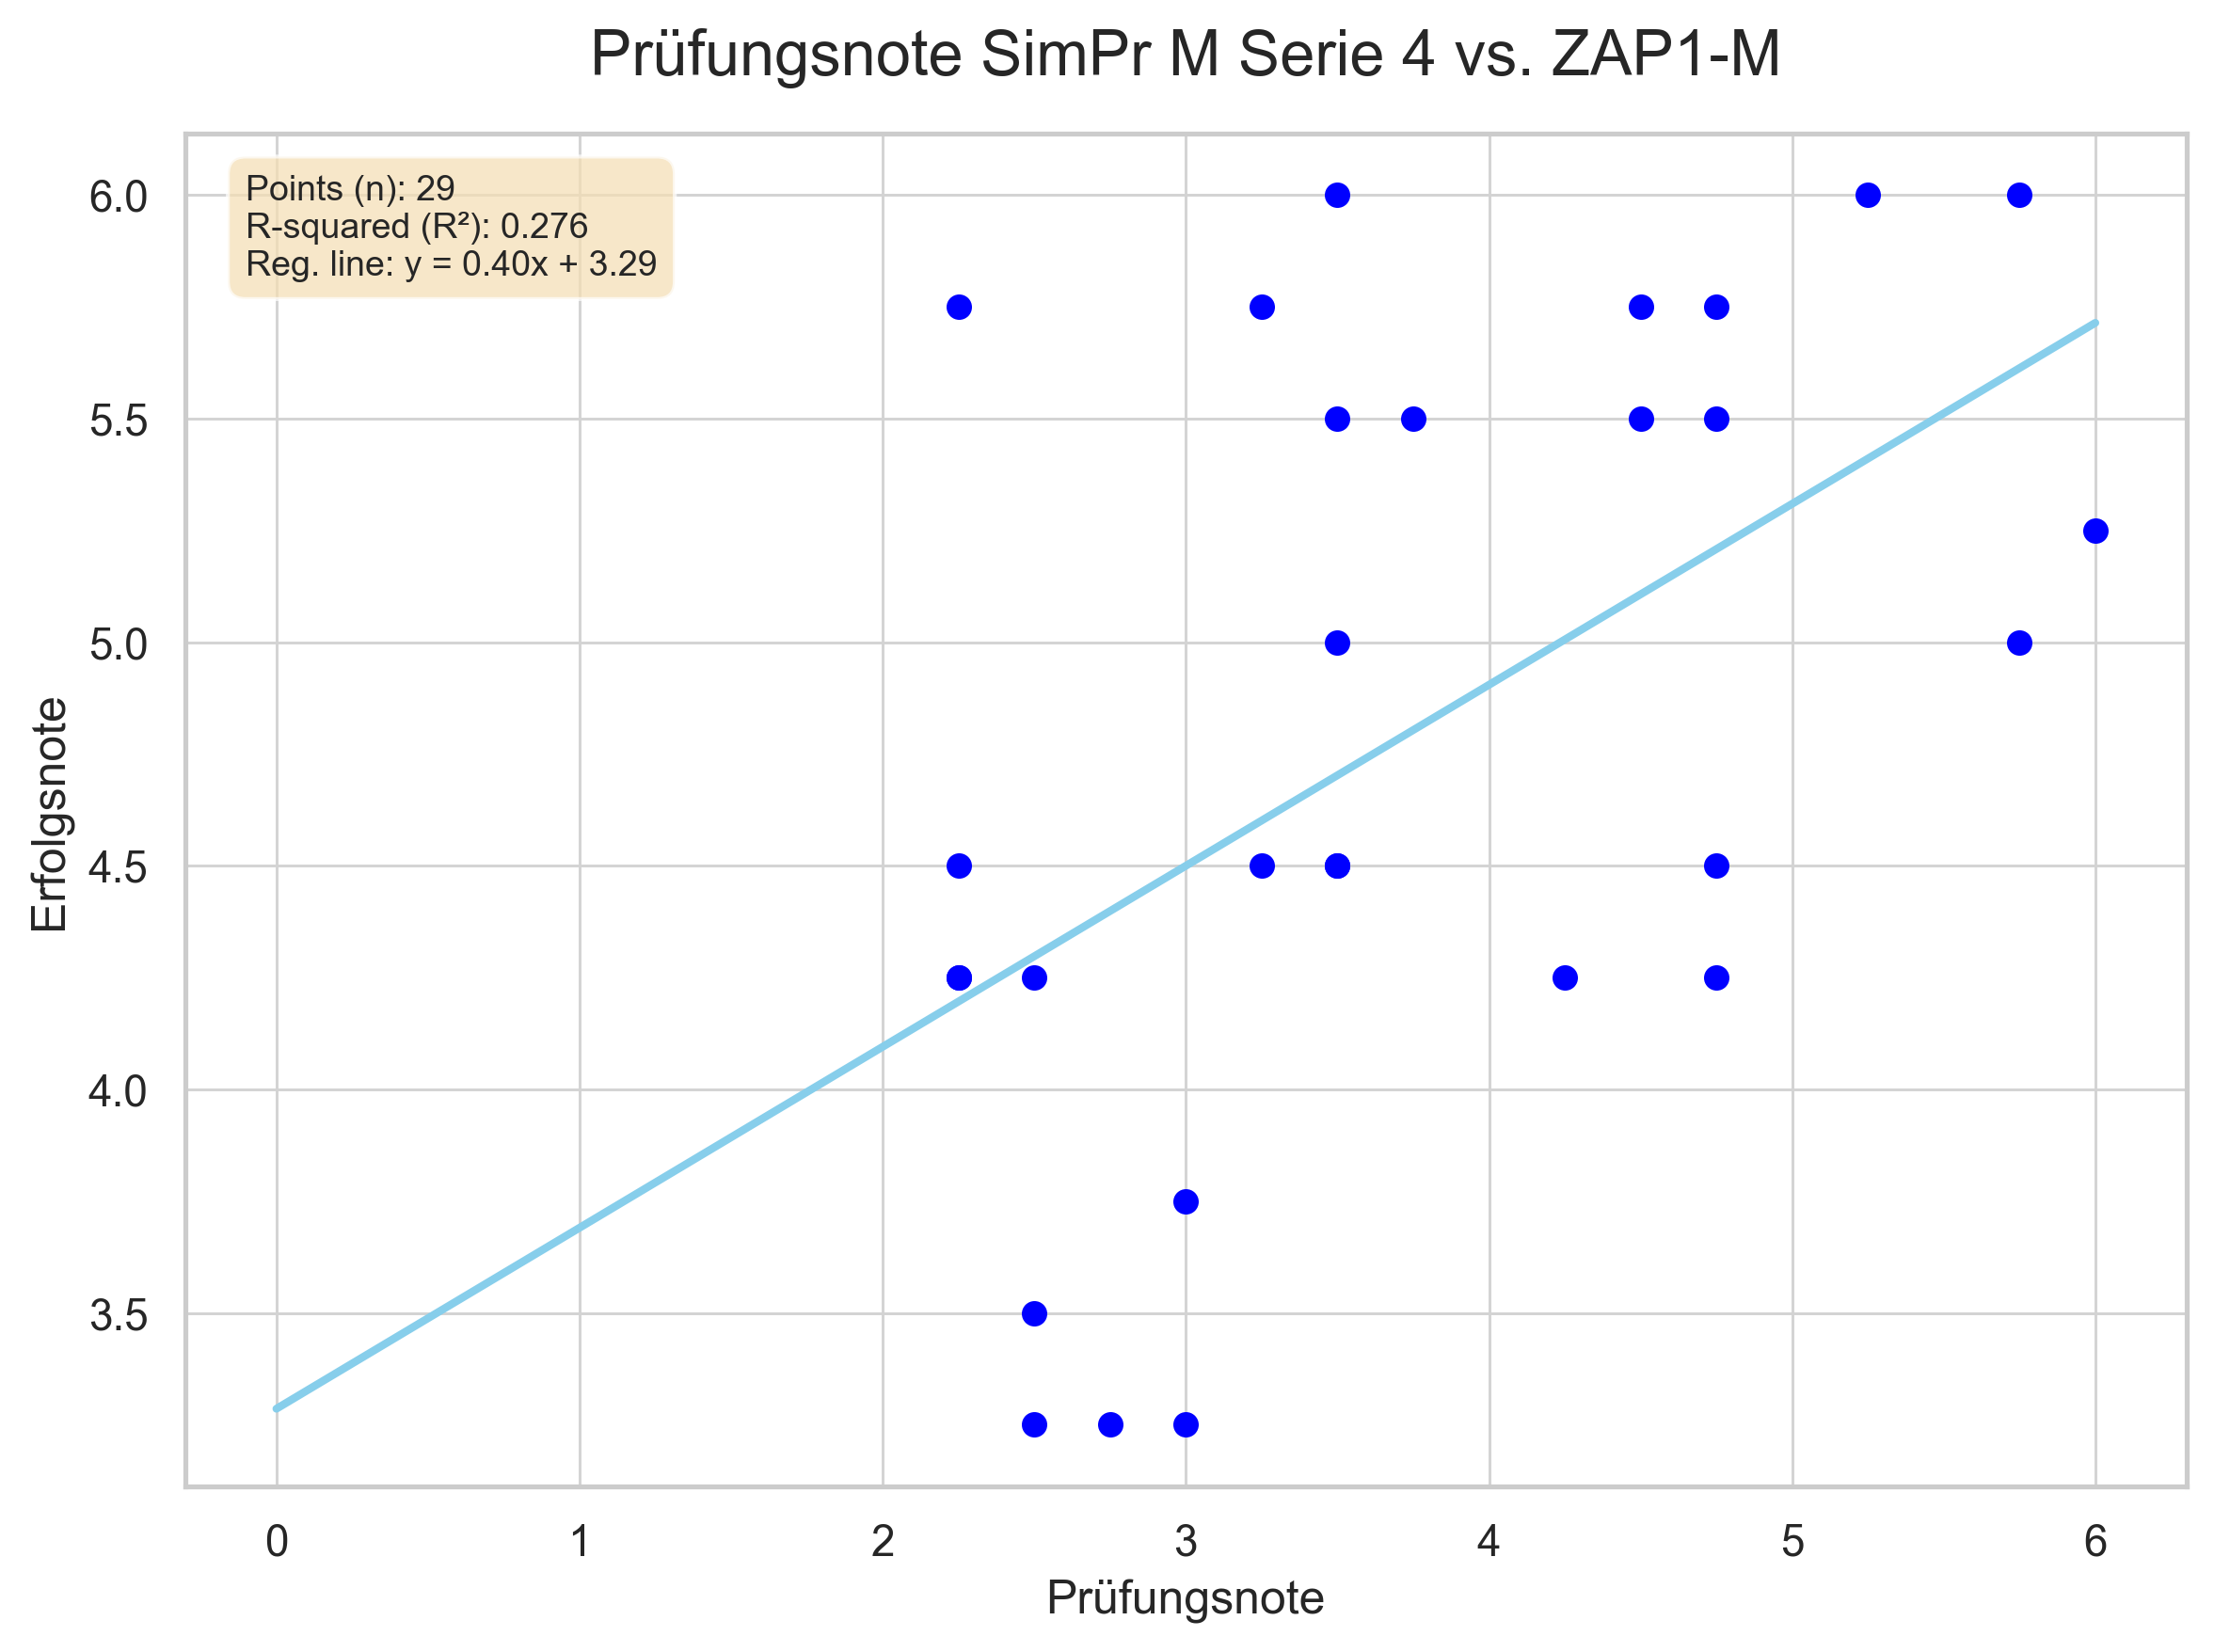 Prüfungsnote SimPr M Serie 4 vs. ZAP1-M
Points (n): 29
R-squared (R²): 0.276
Reg. line: y = 0.40x + 3.29
6.0
5.5
5.0
4.5
4.0
3.5
Erfolgsnote
0 1 2 3 4 5 6
Prüfungsnote